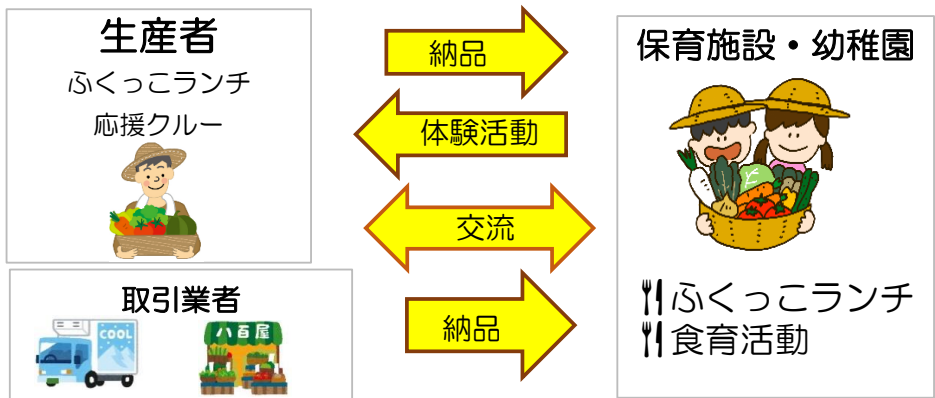 生産者
ふくっこランチ
応援クルー
納品
体験活動
交流
納品
保育施設・幼稚園
ふくっこランチ
食育活動
取引業者
COOL
八百屋